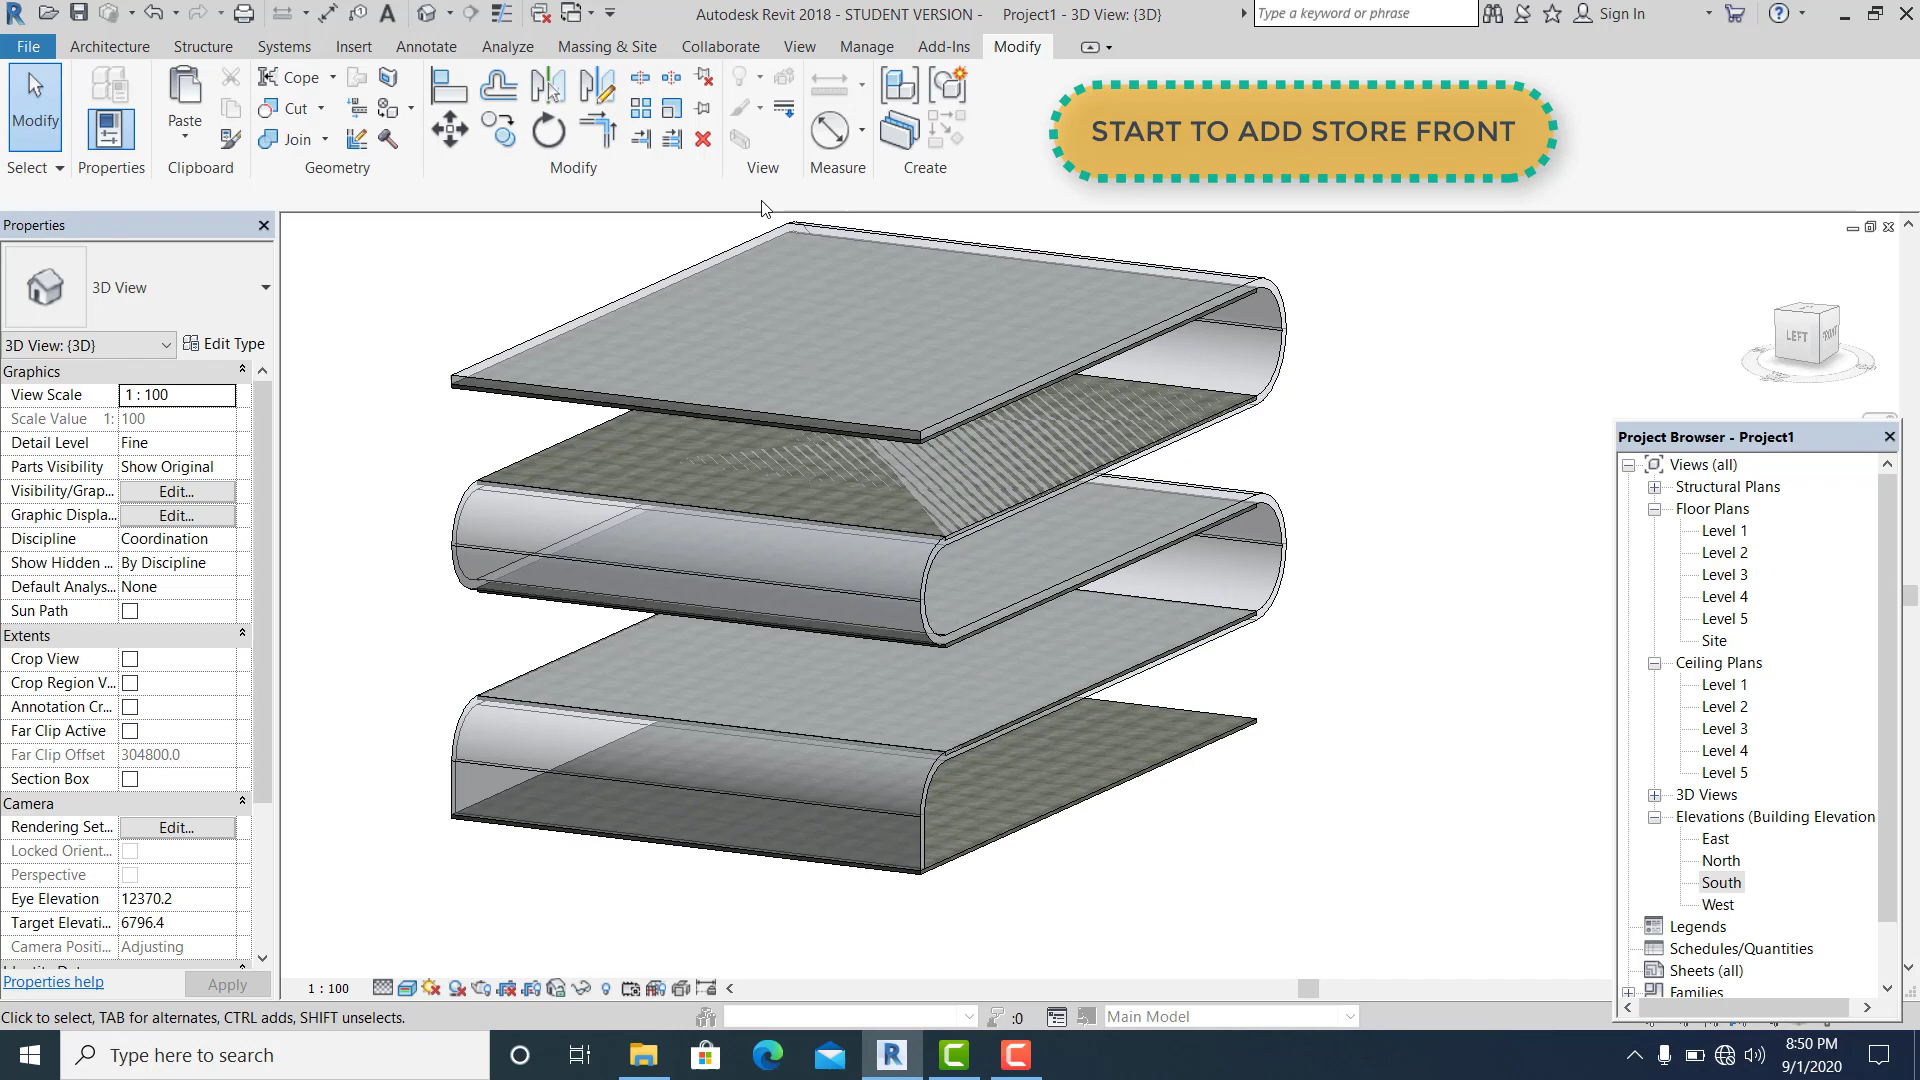 Autodesk Revit 2018 - STUDENT VERSION -    Project1 - 3D View: {3D}
Type a keyword or phrase
Sign In
File Architecture Structure Systems Insert Annotate Analyze Massing & Site Collaborate View Manage Add-Ins Modify
Modify
Paste
Cope
Cut
Join
Select Properties Clipboard Geometry Modify View Measure Create
START TO ADD STORE FRONT
Properties
3D View
3D View: {3D}
Edit Type
Graphics
View Scale 1 : 100
Scale Value 1: 100
Detail Level Fine
Parts Visibility Show Original
Visibility/Grap... Edit...
Graphic Displa... Edit...
Discipline Coordination
Show Hidden ... By Discipline
Default Analys... None
Sun Path
Extents
Crop View
Crop Region V...
Annotation Cr...
Far Clip Active
Far Clip Offset 304800.0
Section Box
Camera
Rendering Set... Edit...
Locked Orient...
Perspective
Eye Elevation 12370.2
Target Elevati... 6796.4
Camera Positi... Adjusting
Properties help
Apply
LEFT
FRONT
Project Browser - Project1
Views (all)
Structural Plans
Floor Plans
Level 1
Level 2
Level 3
Level 4
Level 5
Site
Ceiling Plans
Level 1
Level 2
Level 3
Level 4
Level 5
3D Views
Elevations (Building Elevation
East
North
South
West
Legends
Schedules/Quantities
Sheets (all)
Families
1 : 100
Click to select, TAB for alternates, CTRL adds, SHIFT unselects.
:0
Main Model
Type here to search
8:50 PM
9/1/2020